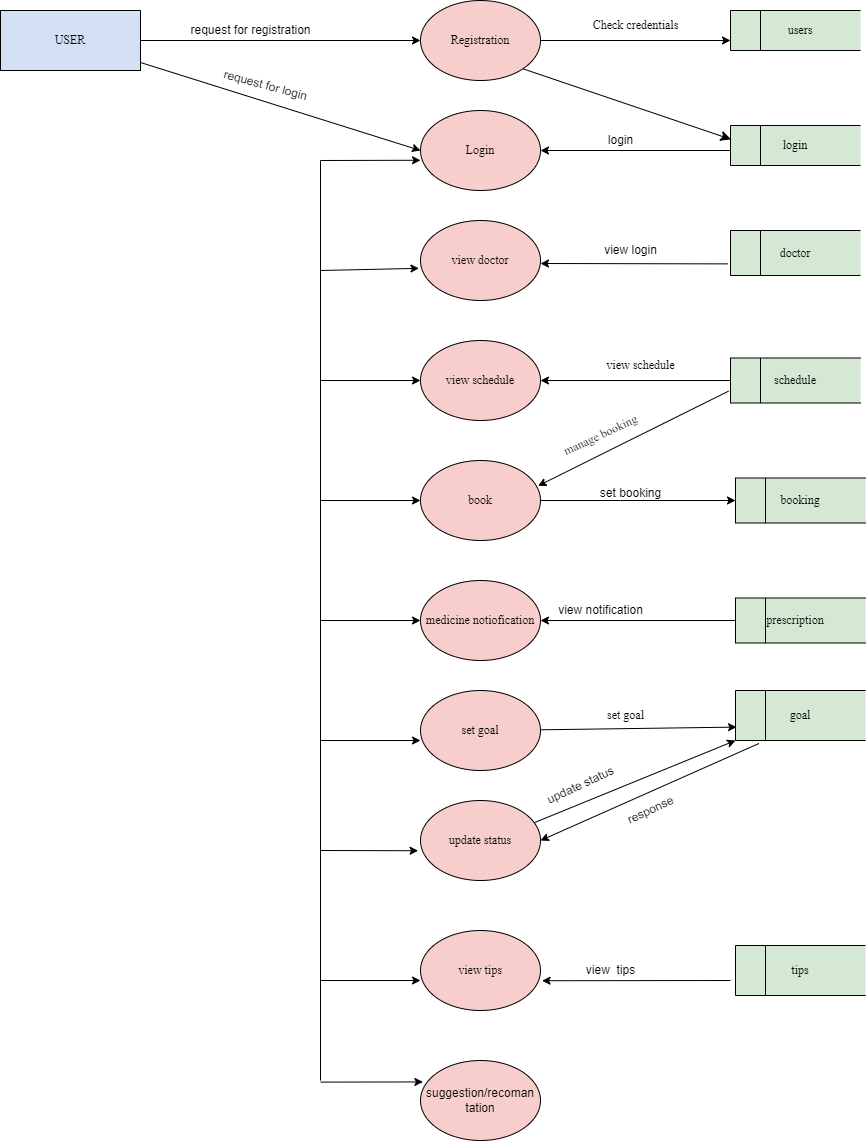 USER
request for registration
Registration
Check credentials
users
request for login
Login
login
login
view doctor
view login
doctor
view schedule
view schedule
schedule
manage booking
book
set booking
booking
medicine notiofication
view notification
prescription
set goal
set goal
goal
update status
response
update status
view tips
view  tips
tips
suggestion/recoman
tation